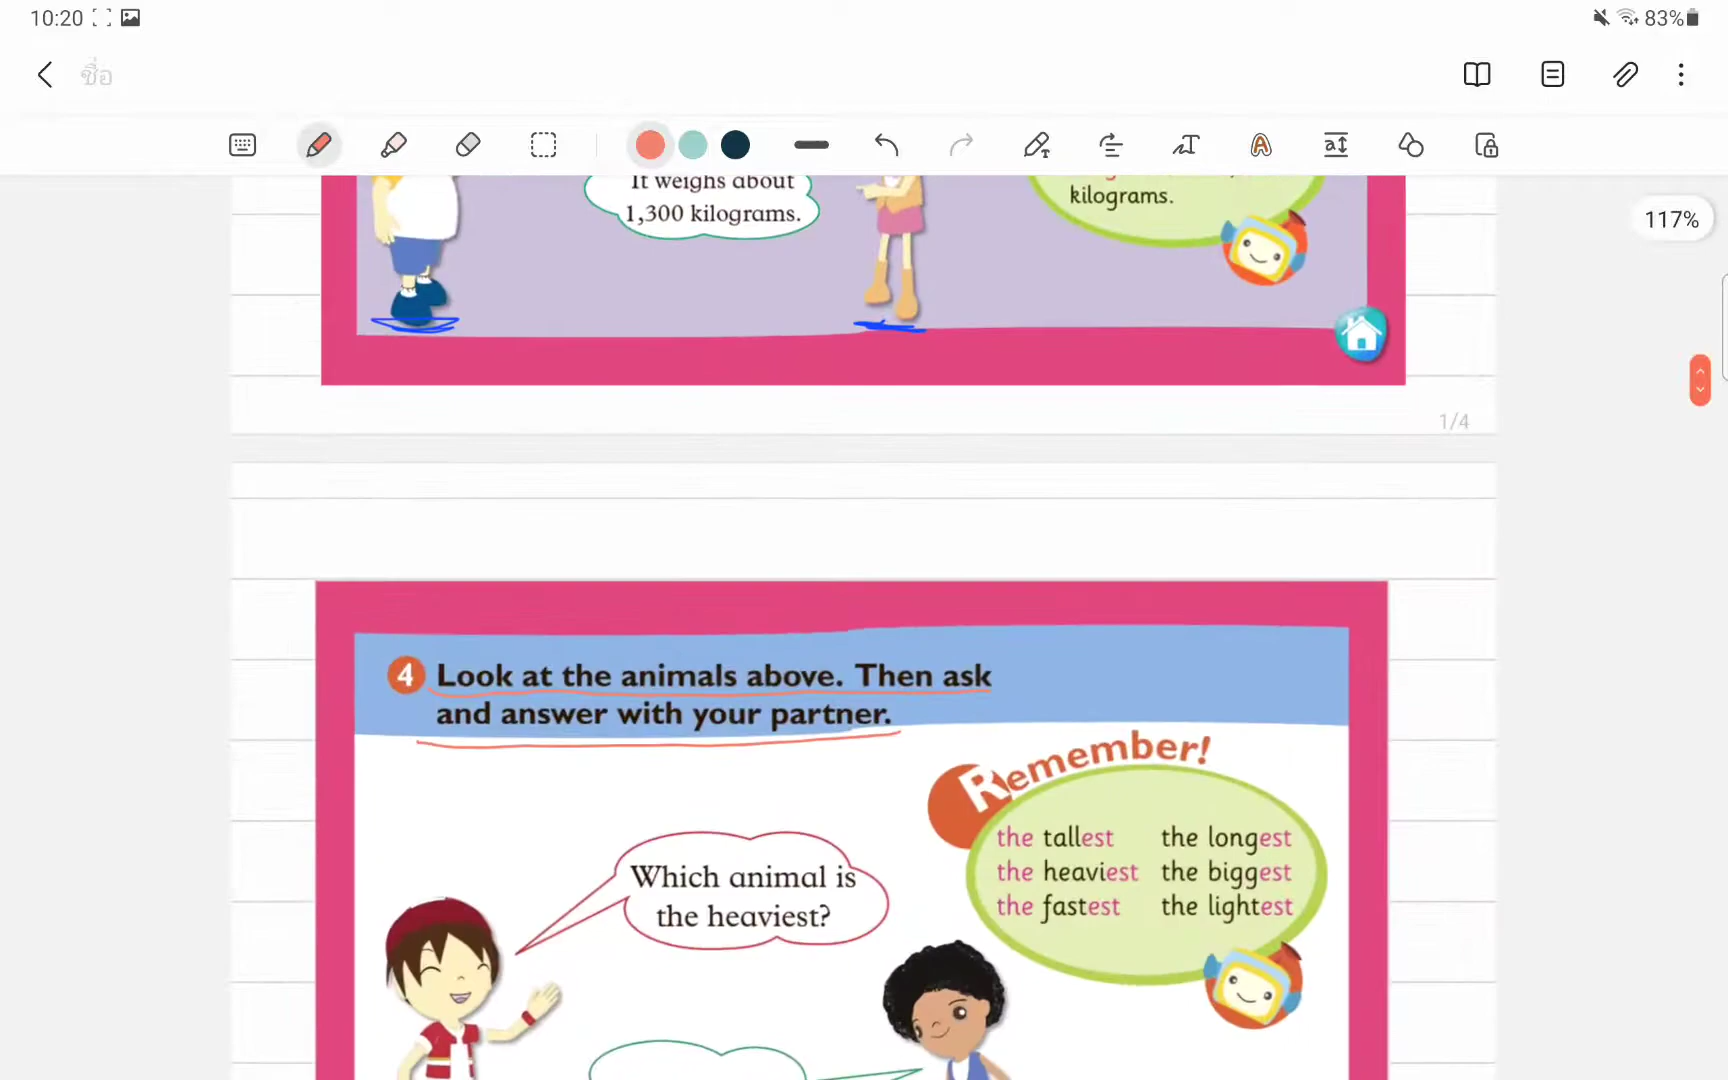 10:20
83%
ชื่อ
117%
It weighs about
1,300 kilograms.
kilograms.
1/4
4 Look at the animals above. Then ask
and answer with your partner.
Remember!
the tallest the longest
the heaviest the biggest
the fastest the lightest
Which animal is
the heaviest?